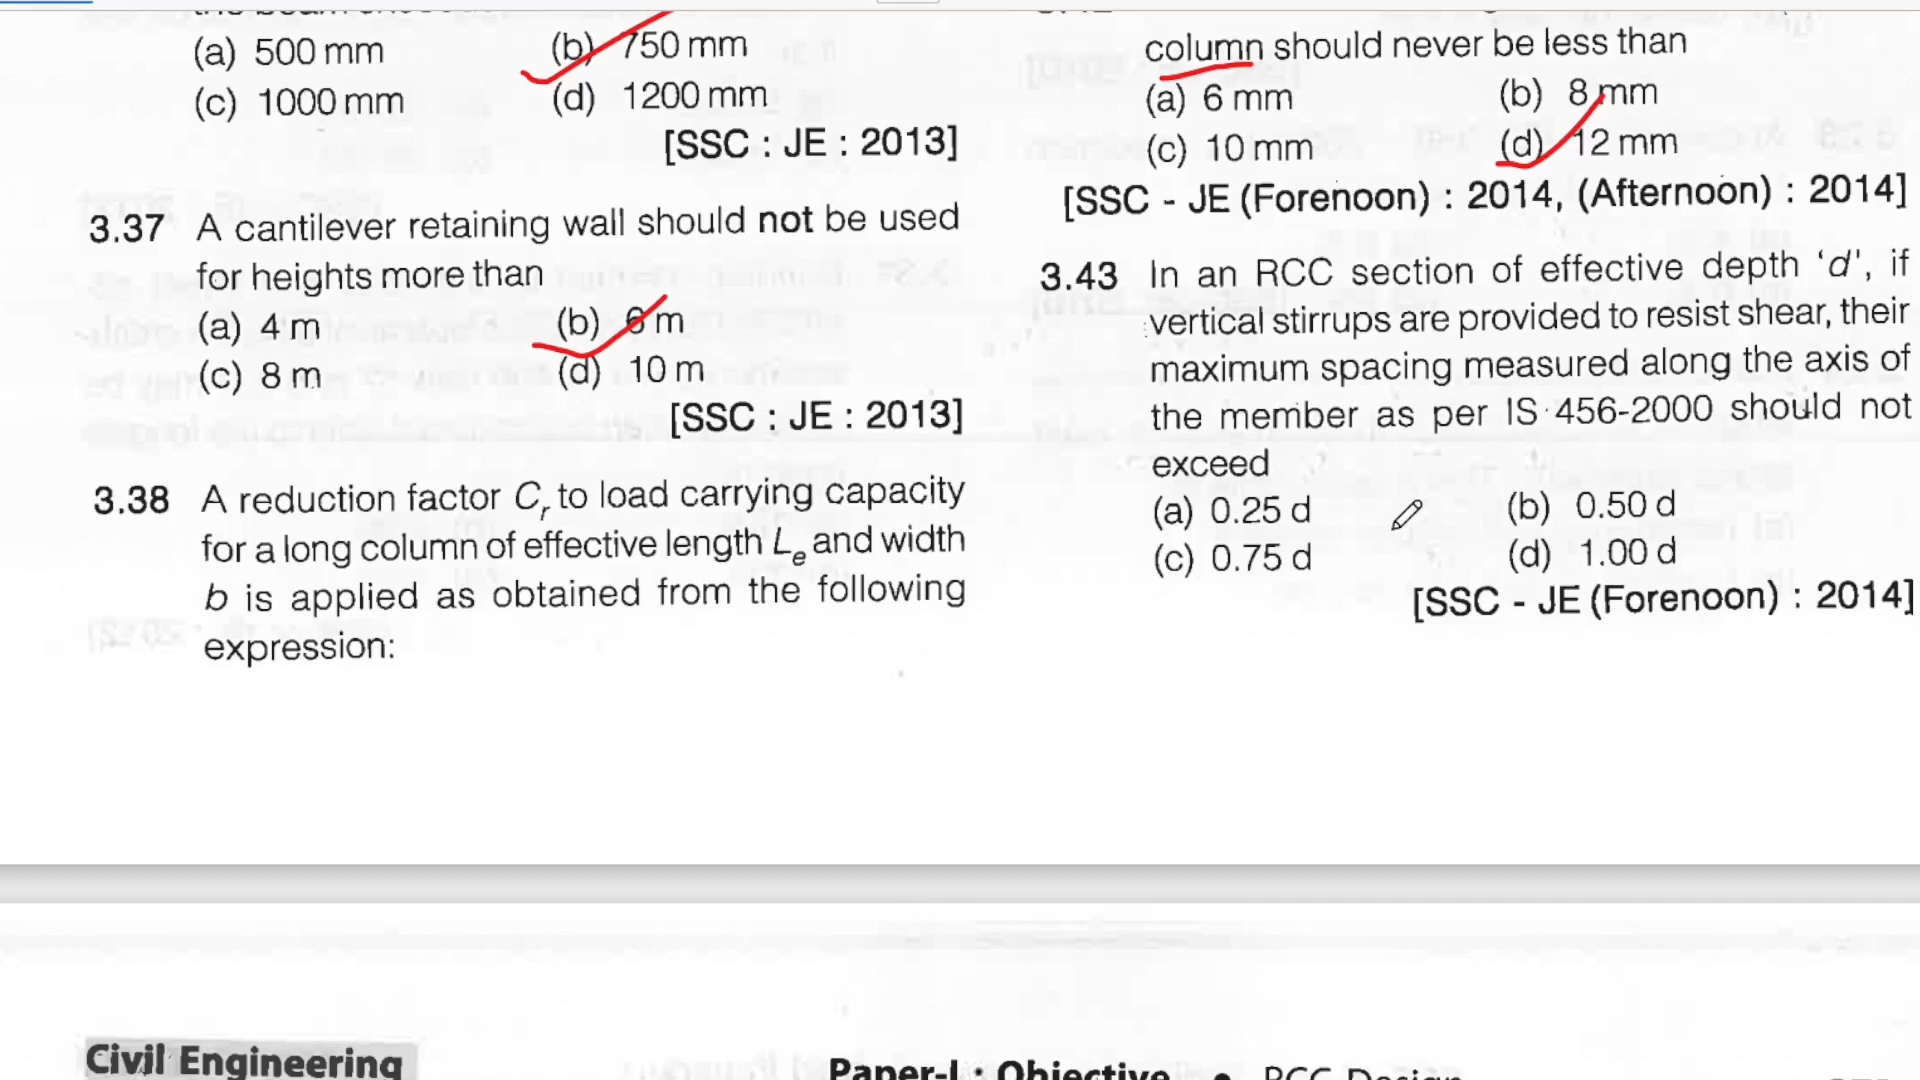 (a) 500 mm (b) 750 mm
(c) 1000 mm (d) 1200 mm
[SSC : JE : 2013]
3.37 A cantilever retaining wall should not be used
for heights more than
(a) 4 m (b) 6 m
(c) 8 m (d) 10 m
[SSC : JE : 2013]
3.38 A reduction factor Cr to load carrying capacity
for a long column of effective length Le and width
b is applied as obtained from the following
expression:
column should never be less than
(a) 6 mm (b) 8 mm
(c) 10 mm (d) 12 mm
[SSC - JE (Forenoon) : 2014, (Afternoon) : 2014]
3.43 In an RCC section of effective depth 'd', if
vertical stirrups are provided to resist shear, their
maximum spacing measured along the axis of
the member as per IS 456-2000 should not
exceed
(a) 0.25 d (b) 0.50 d
(c) 0.75 d (d) 1.00 d
[SSC - JE (Forenoon) : 2014]
Civil Engineering
Paper-I : Objective • RCC Design